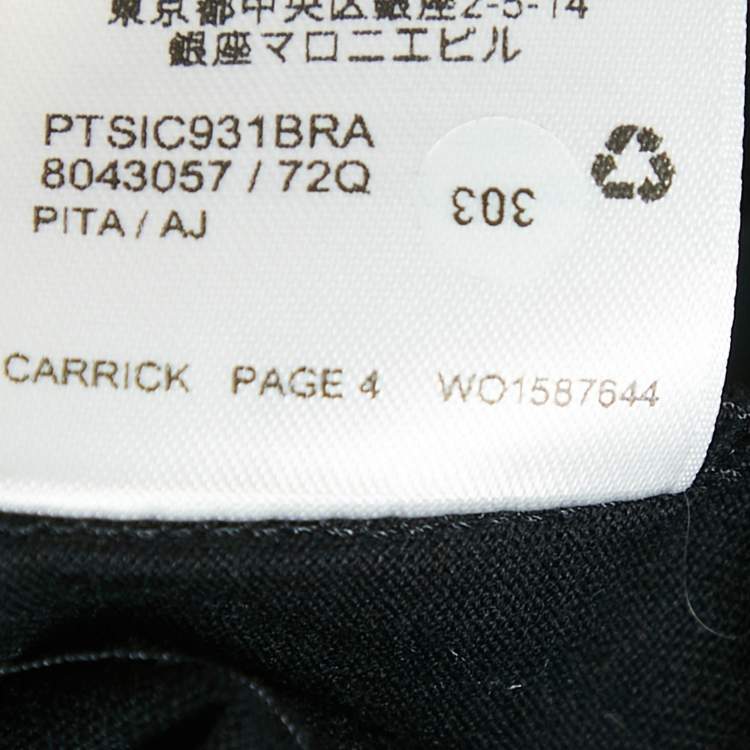 東京都中央区銀座2-5-14
銀座マロニエビル
PTSIC931BRA
8043057 / 72Q
PITA / AJ
303
CARRICK PAGE 4 WO1587644